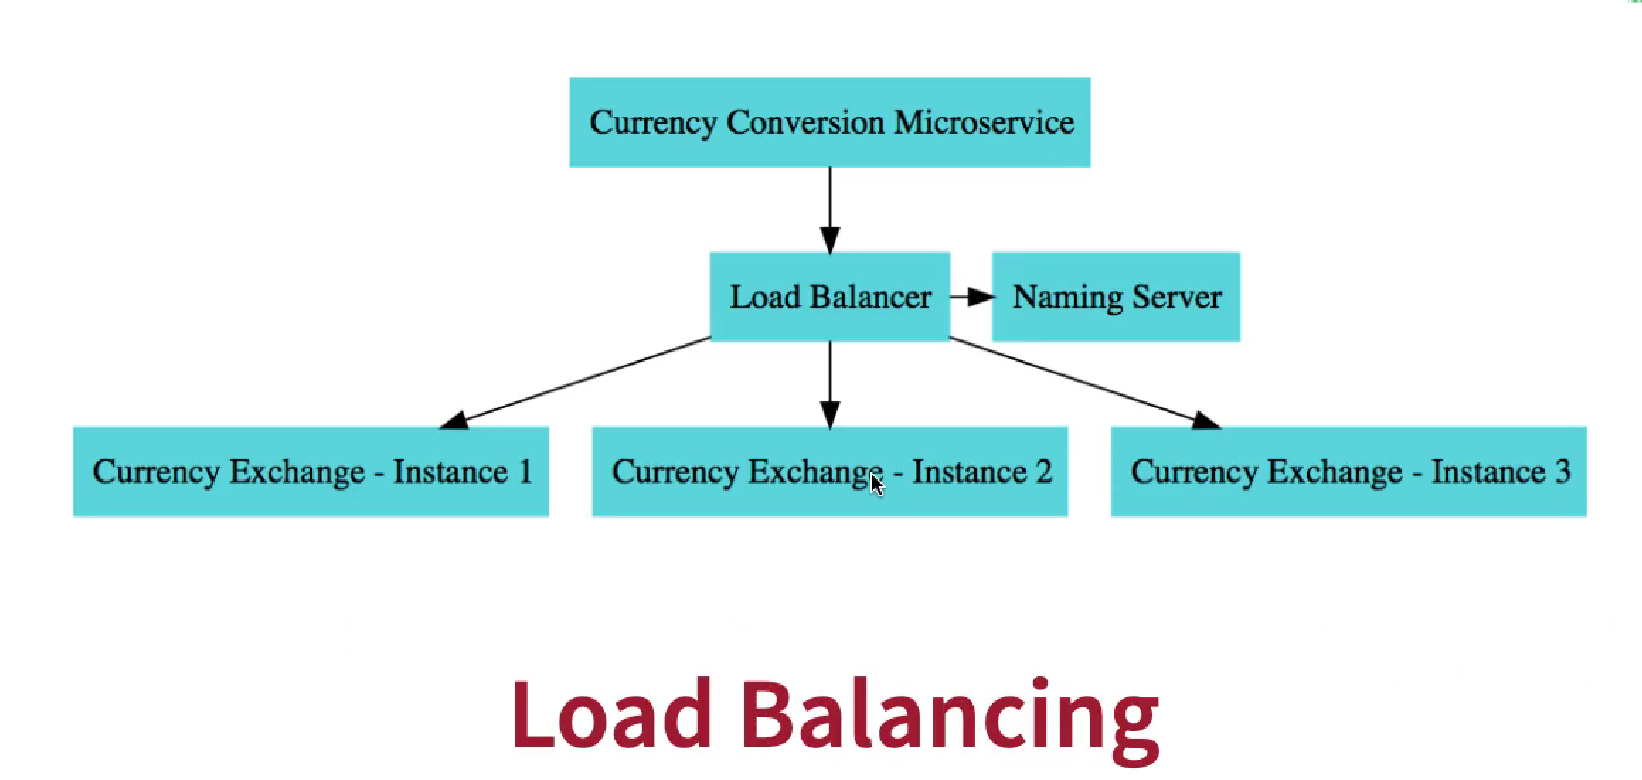 Currency Conversion Microservice
Load Balancer
Naming Server
Currency Exchange - Instance 1
Currency Exchange - Instance 2
Currency Exchange - Instance 3
Load Balancing